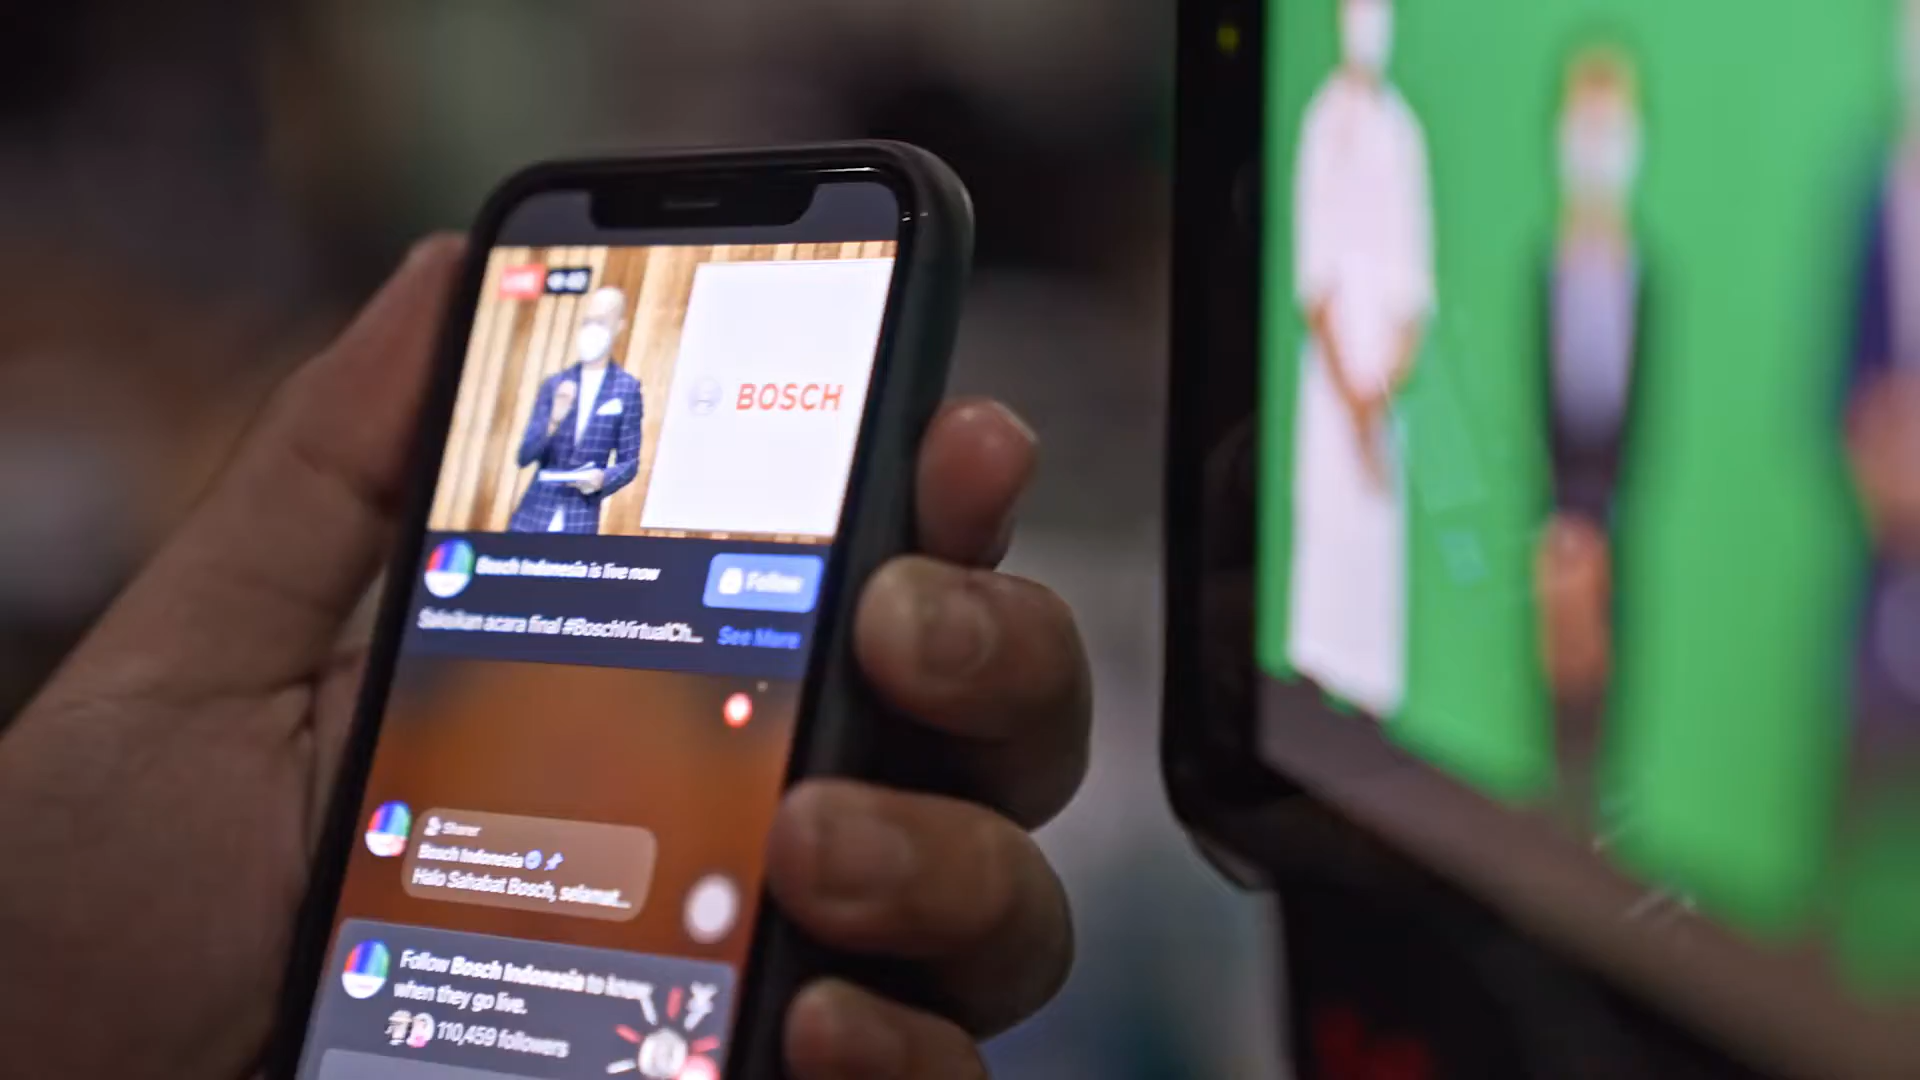 LIVE
BOSCH
Bosch Indonesia is live now
Follow
Saksikan acara final #BoschVirtualCh...
See More
Sharer
Bosch Indonesia
Halo Sahabat Bosch, selamat...
Follow Bosch Indonesia to know
when they go live.
110,459 followers